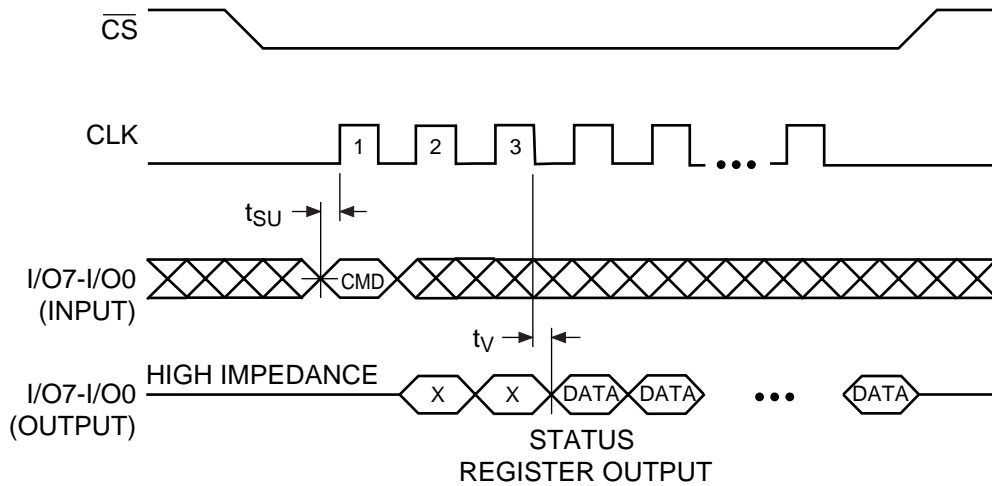 CS
CLK
1 2 3
tSU
I/O7-I/O0
(INPUT)
CMD
tV
I/O7-I/O0
(OUTPUT)
HIGH IMPEDANCE
X X DATA DATA DATA
STATUS
REGISTER OUTPUT